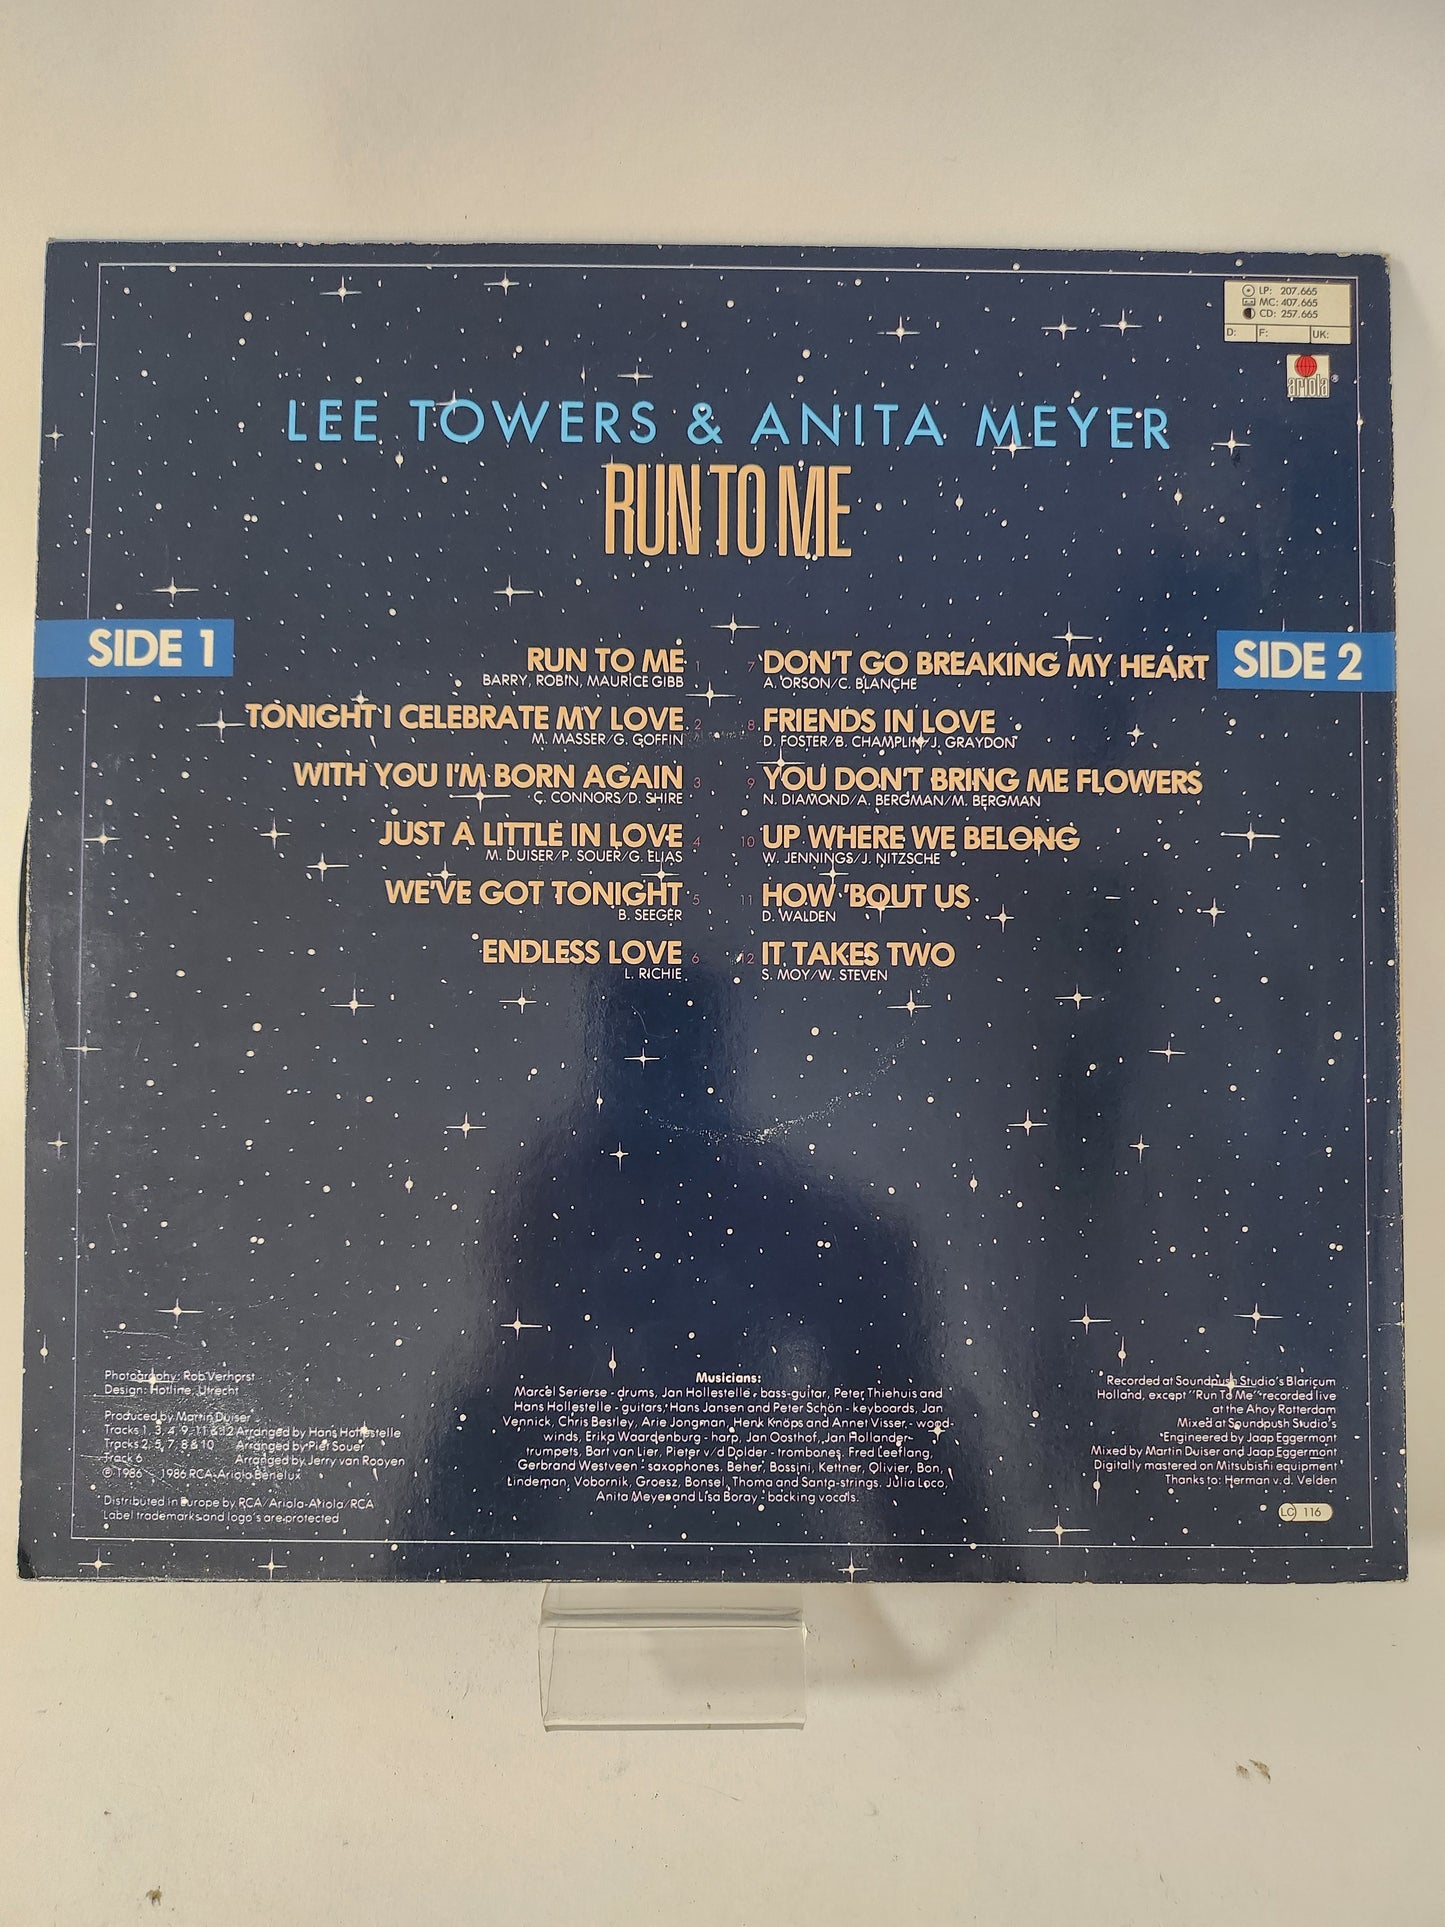 LP: 207.665
MC: 407.665
CD: 257.665
D: F: UK:
ariola ®
LEE TOWERS & ANITA MEYER
RUN TO ME
SIDE 1
RUN TO ME 1
BARRY, ROBIN, MAURICE GIBB
TONIGHT I CELEBRATE MY LOVE 2
M. MASSER/G. GOFFIN
WITH YOU I'M BORN AGAIN 3
C. CONNORS/D. SHIRE
JUST A LITTLE IN LOVE 4
M. DUISER/P. SOUER/G. ELIAS
WE'VE GOT TONIGHT 5
B. SEEGER
ENDLESS LOVE 6
L. RICHIE
SIDE 2
7 DON'T GO BREAKING MY HEART
A. ORSON/C. BLANCHE
8 FRIENDS IN LOVE
D. FOSTER/B. CHAMPLIN/J. GRAYDON
9 YOU DON'T BRING ME FLOWERS
N. DIAMOND/A. BERGMAN/M. BERGMAN
10 UP WHERE WE BELONG
W. JENNINGS/J. NITZSCHE
11 HOW 'BOUT US
D. WALDEN
12 IT TAKES TWO
S. MOY/W. STEVEN
Photography: Rob Verhorst
Design: Hotline, Utrecht
Produced by Martin Duiser
Tracks 1, 3, 4, 9, 11 & 12 Arranged by Hans Hollestelle
Tracks 2, 5, 7, 8 & 10 Arranged by Piet Souer
Track 6 Arranged by Jerry van Rooyen
℗ 1986 - 1986 RCA-Ariola Benelux
Distributed in Europe by RCA/Ariola-Ariola/RCA
Label trademarks and logo's are protected
Musicians:
Marcel Serierse - drums, Jan Hollestelle - bass-guitar, Peter Thiehuis and
Hans Hollestelle - guitars, Hans Jansen and Peter Schön - keyboards, Jan
Vennick, Chris Bestley, Arie Jongman, Henk Knops and Annet Visser - wood-
winds, Erika Waardenburg - harp, Jan Oosthof, Jan Hollander-
trumpets, Bart van Lier, Pieter v/d Dolder - trombones, Fred Leeflang,
Gerbrand Westveen - saxophones. Beher, Bossini, Kettner, Olivier, Bon,
Lindeman, Vobornik, Groesz, Bonsel, Thoma and Santa-strings. Julia Loco,
Anita Meyer and Lisa Boray - backing vocals.
Recorded at Soundpush Studio's Blaricum
Holland, except "Run To Me" recorded live
at the Ahoy Rotterdam
Mixed at Soundpush Studio's
Engineered by Jaap Eggermont
Mixed by Martin Duiser and Jaap Eggermont
Digitally mastered on Mitsubishi equipment
Thanks to: Herman v.d. Velden
LC 116